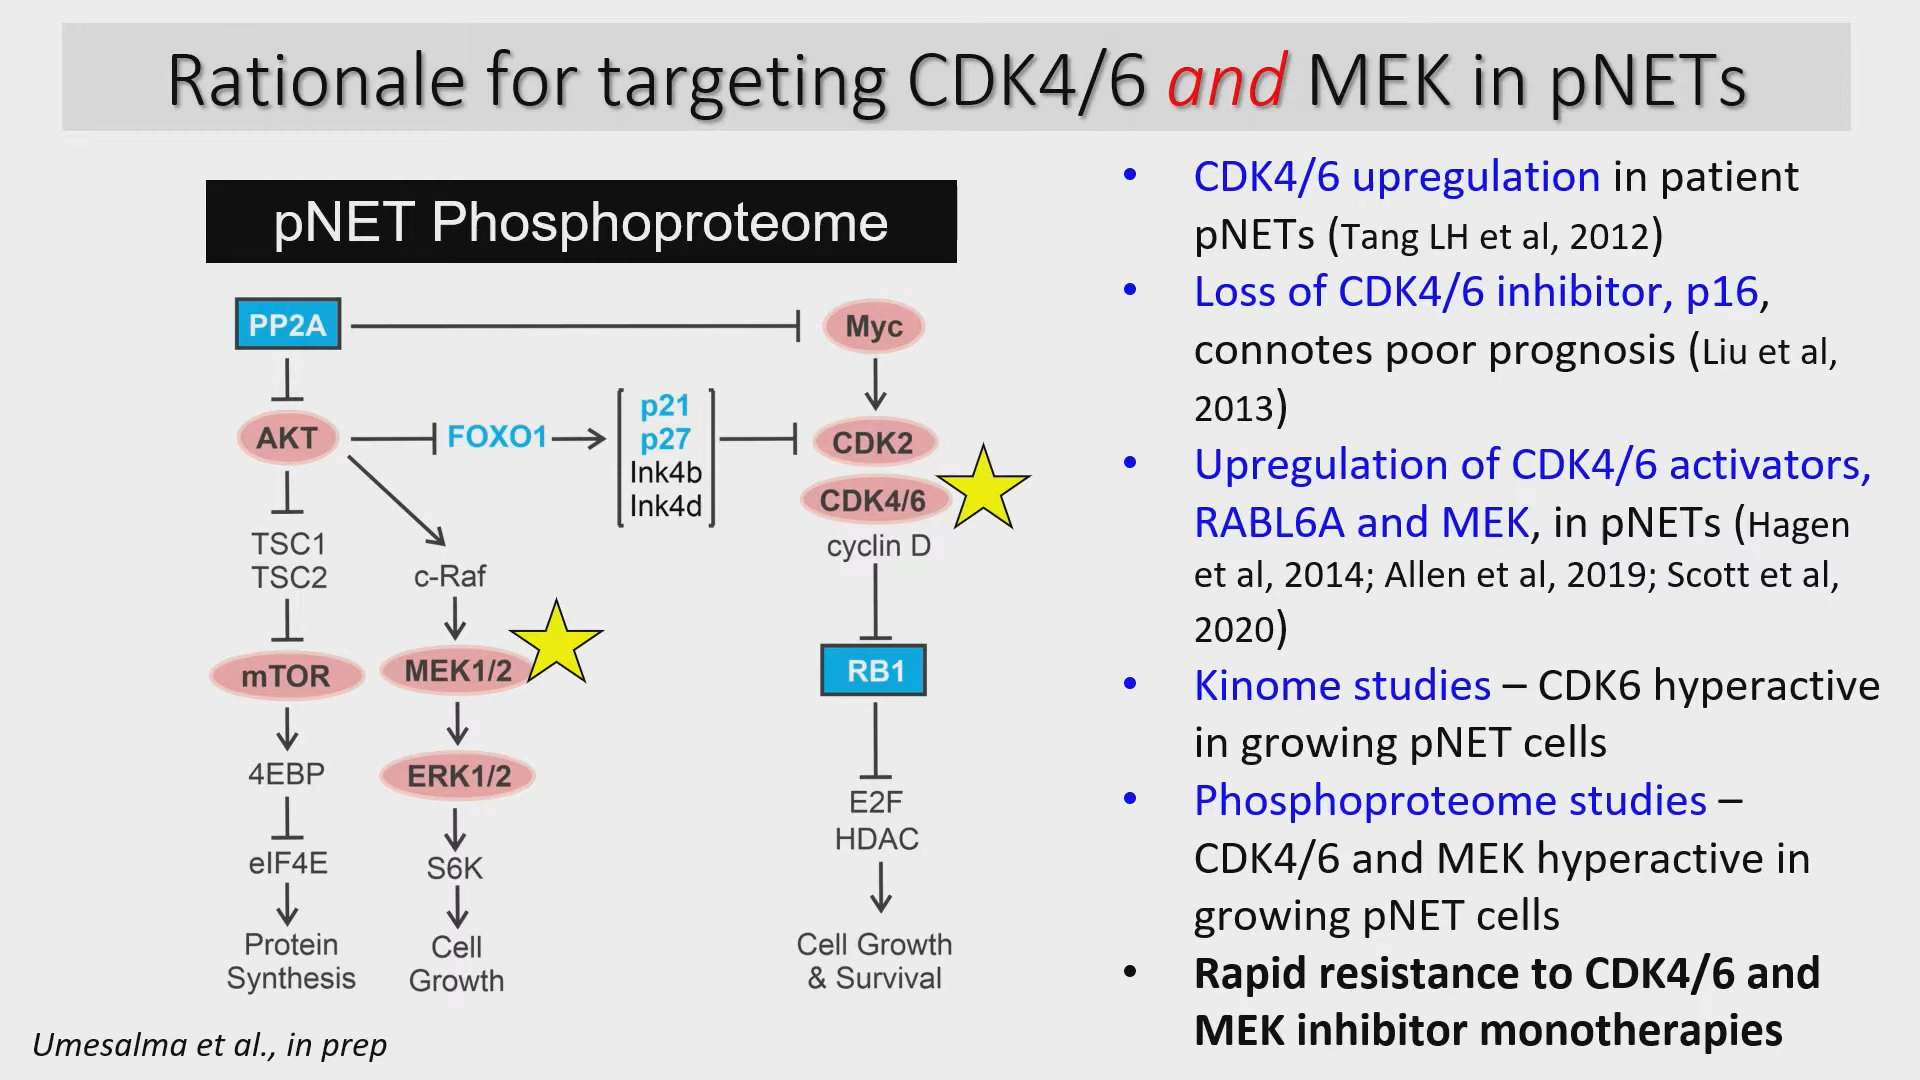 Rationale for targeting CDK4/6 and MEK in pNETs
pNET Phosphoproteome
PP2A
Myc
AKT
FOXO1
p21
p27
Ink4b
Ink4d
CDK2
CDK4/6
cyclin D
TSC1
TSC2
c-Raf
mTOR
MEK1/2
RB1
4EBP
ERK1/2
E2F
HDAC
eIF4E
S6K
Protein
Synthesis
Cell
Growth
Cell Growth
& Survival
Umesalma et al., in prep
• CDK4/6 upregulation in patient
pNETs (Tang LH et al, 2012)
• Loss of CDK4/6 inhibitor, p16,
connotes poor prognosis (Liu et al,
2013)
• Upregulation of CDK4/6 activators,
RABL6A and MEK, in pNETs (Hagen
et al, 2014; Allen et al, 2019; Scott et al,
2020)
• Kinome studies – CDK6 hyperactive
in growing pNET cells
• Phosphoproteome studies –
CDK4/6 and MEK hyperactive in
growing pNET cells
• Rapid resistance to CDK4/6 and
MEK inhibitor monotherapies